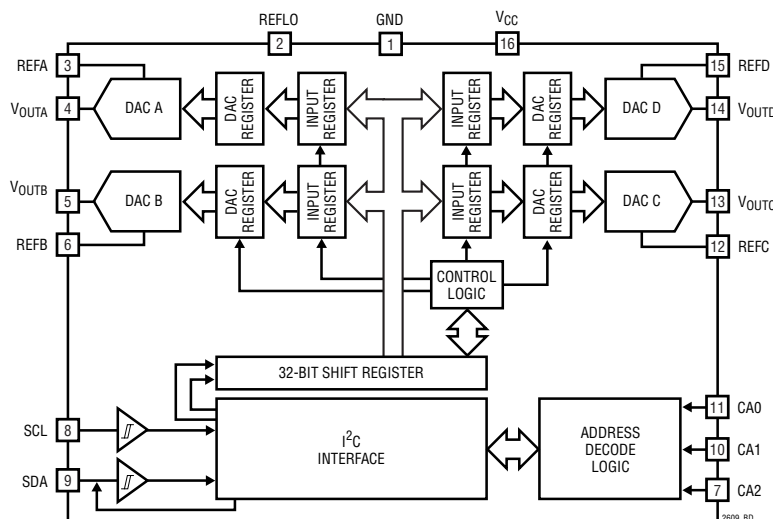 REFLO GND VCC
2 1 16
REFA 3 15 REFD
DAC A DAC REGISTER INPUT REGISTER INPUT REGISTER DAC REGISTER DAC D
VOUTA 4 14 VOUTD
VOUTB 5 13 VOUTC
DAC B DAC REGISTER INPUT REGISTER INPUT REGISTER DAC REGISTER DAC C
REFB 6 12 REFC
CONTROL
LOGIC
32-BIT SHIFT REGISTER
SCL 8 11 CA0
I2C
INTERFACE
ADDRESS
DECODE
LOGIC
10 CA1
SDA 9 7 CA2
2609 BD